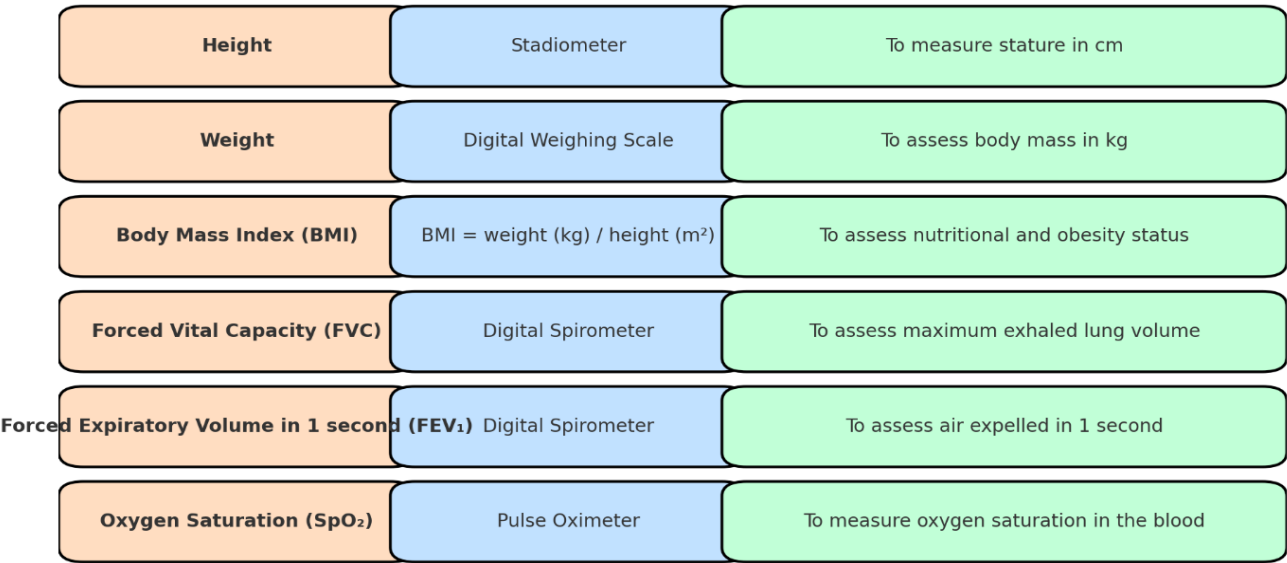 Height Stadiometer To measure stature in cm
Weight Digital Weighing Scale To assess body mass in kg
Body Mass Index (BMI) BMI = weight (kg) / height (m²) To assess nutritional and obesity status
Forced Vital Capacity (FVC) Digital Spirometer To assess maximum exhaled lung volume
Forced Expiratory Volume in 1 second (FEV₁) Digital Spirometer To assess air expelled in 1 second
Oxygen Saturation (SpO₂) Pulse Oximeter To measure oxygen saturation in the blood